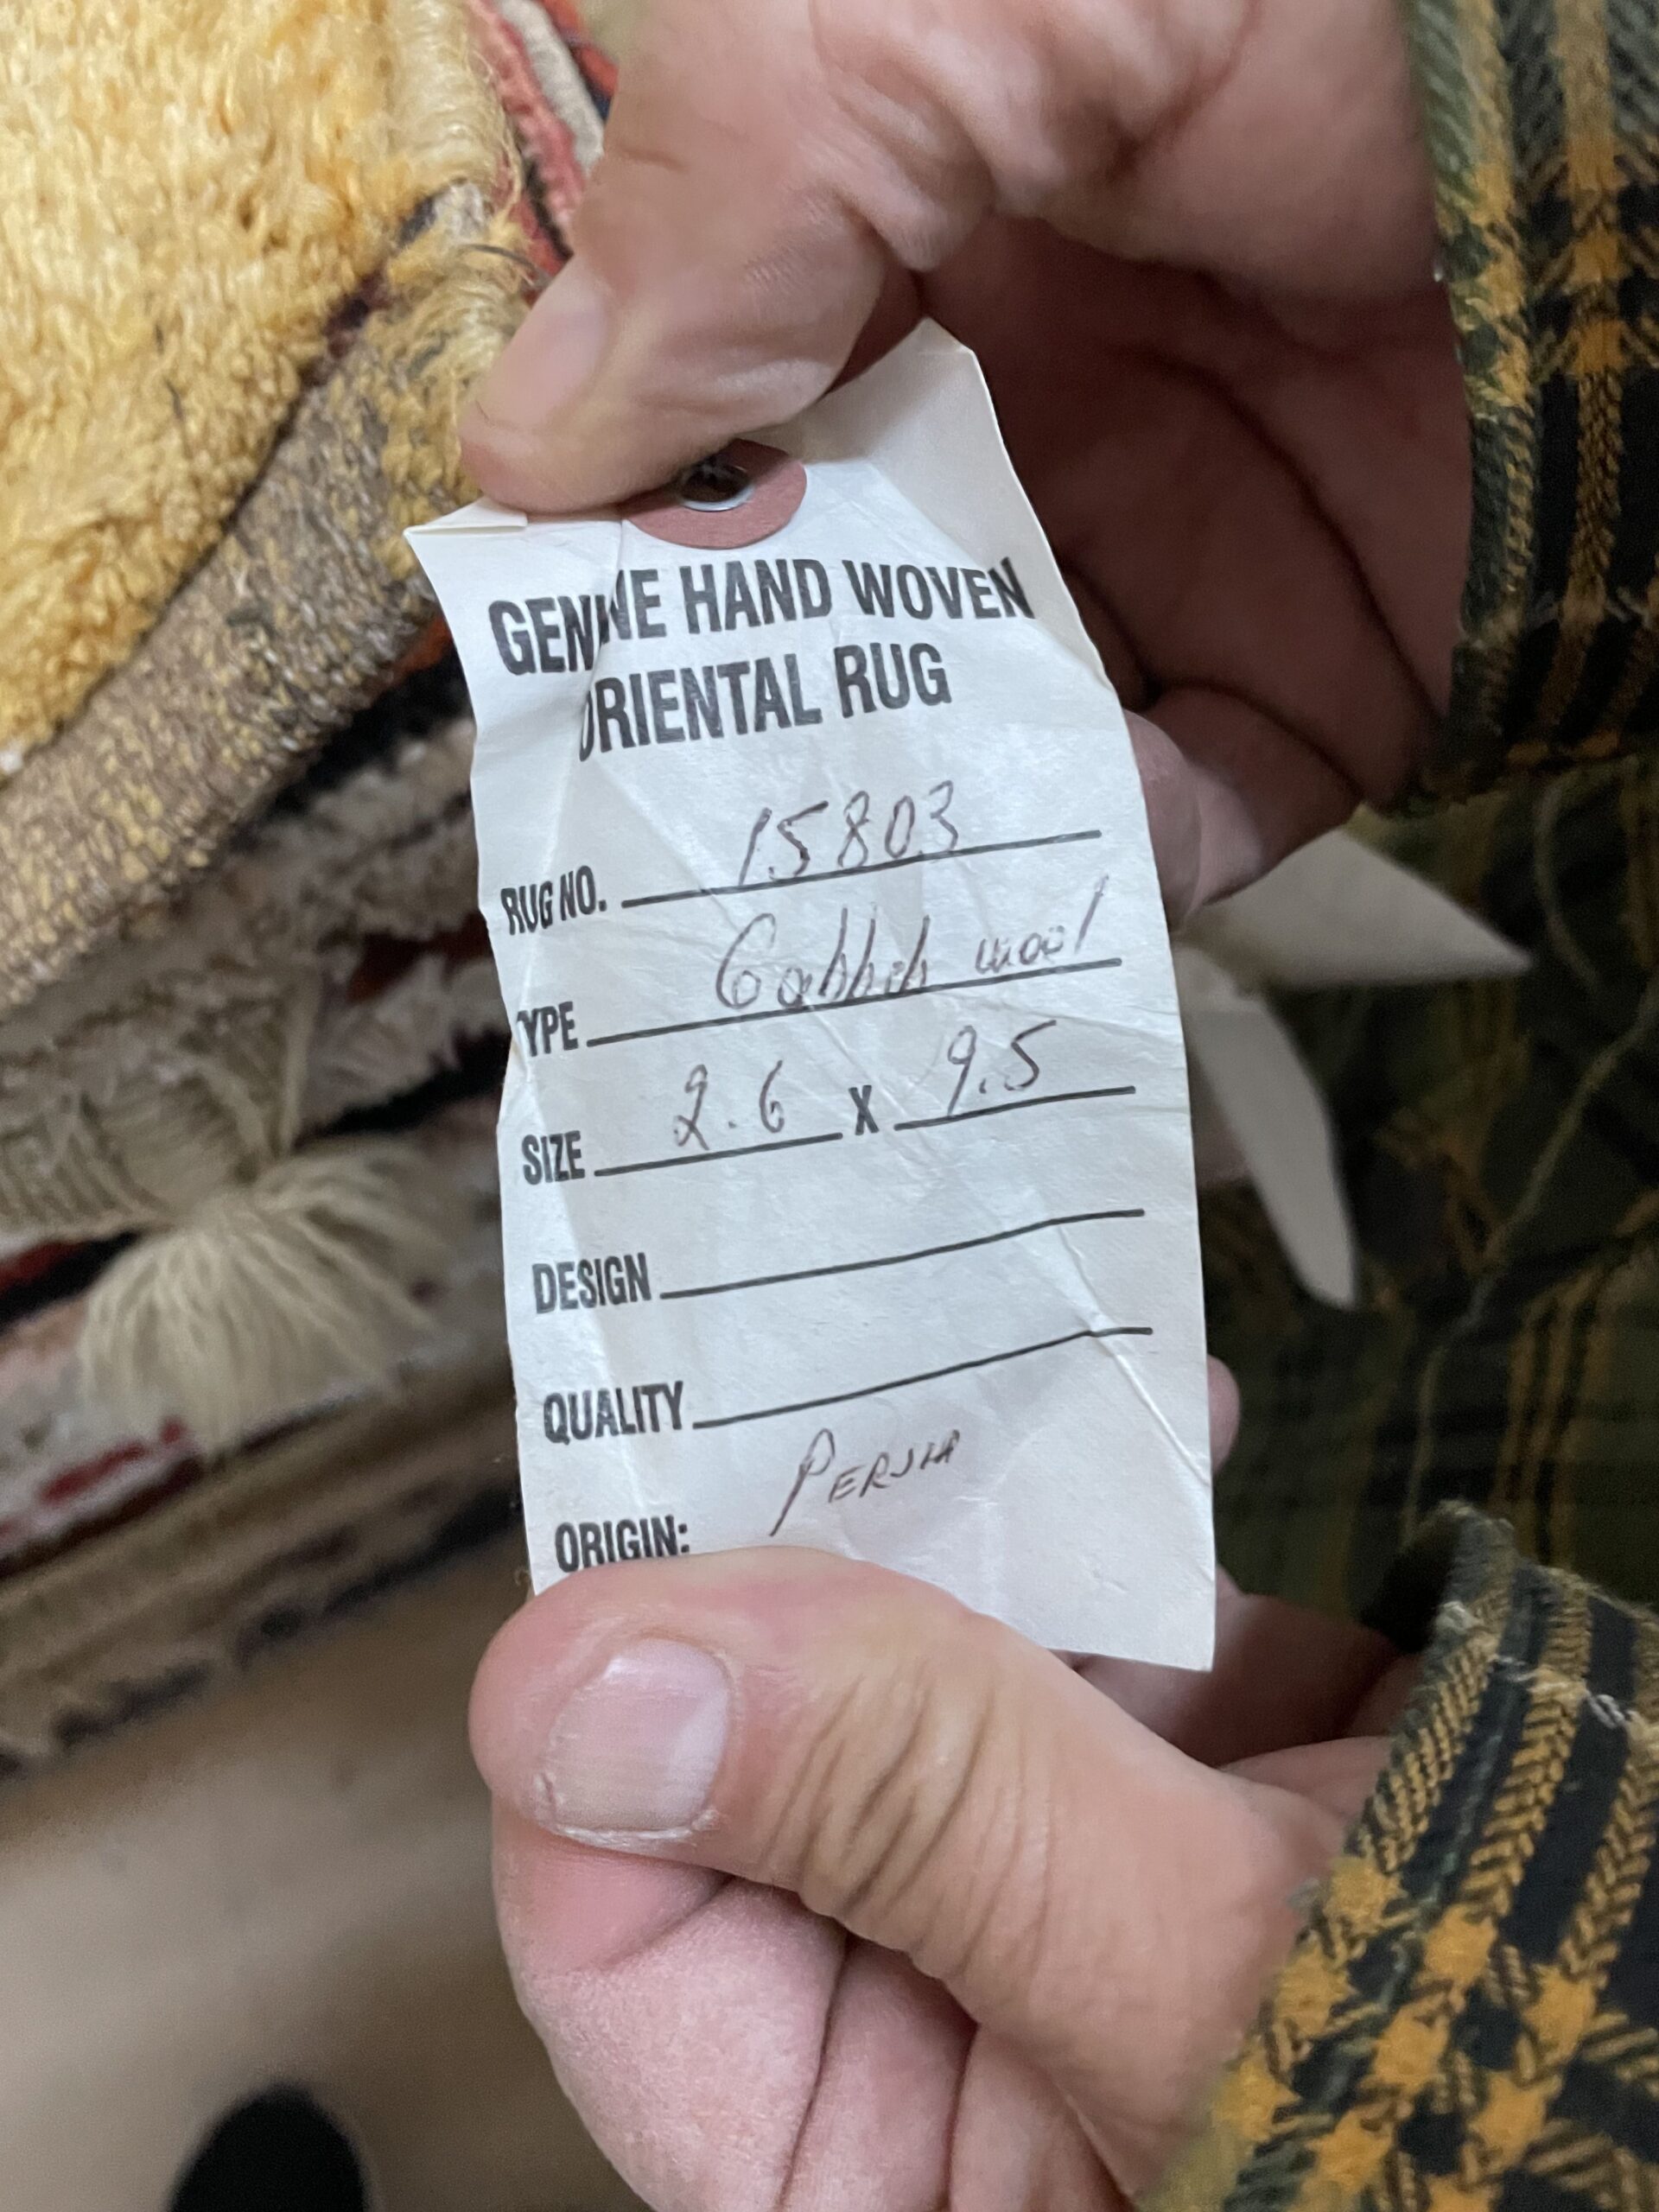 GENINE HAND WOVEN
ORIENTAL RUG
RUG NO. 15803
TYPE Gabbeh wool
SIZE 2.6 X 9.5
DESIGN
QUALITY
ORIGIN: PERSIA